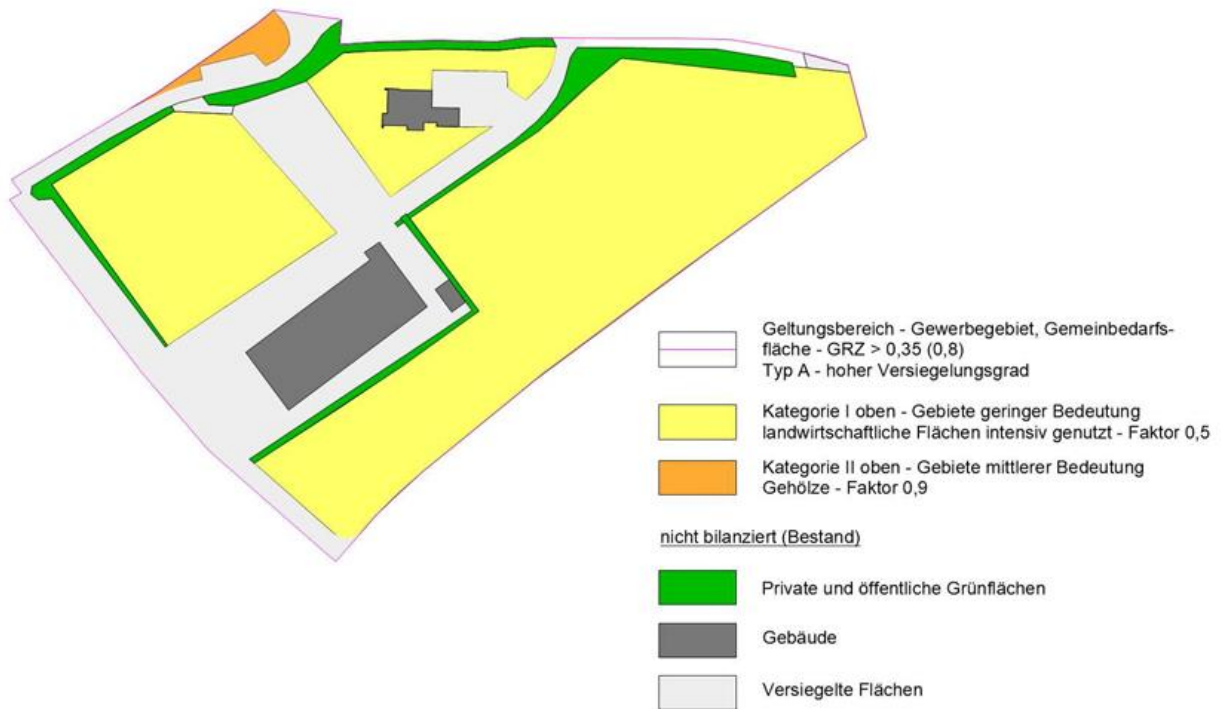 Geltungsbereich - Gewerbegebiet, Gemeinbedarfs-
fläche - GRZ > 0,35 (0,8)
Typ A - hoher Versiegelungsgrad
Kategorie I oben - Gebiete geringer Bedeutung
landwirtschaftliche Flächen intensiv genutzt - Faktor 0,5
Kategorie II oben - Gebiete mittlerer Bedeutung
Gehölze - Faktor 0,9
nicht bilanziert (Bestand)
Private und öffentliche Grünflächen
Gebäude
Versiegelte Flächen